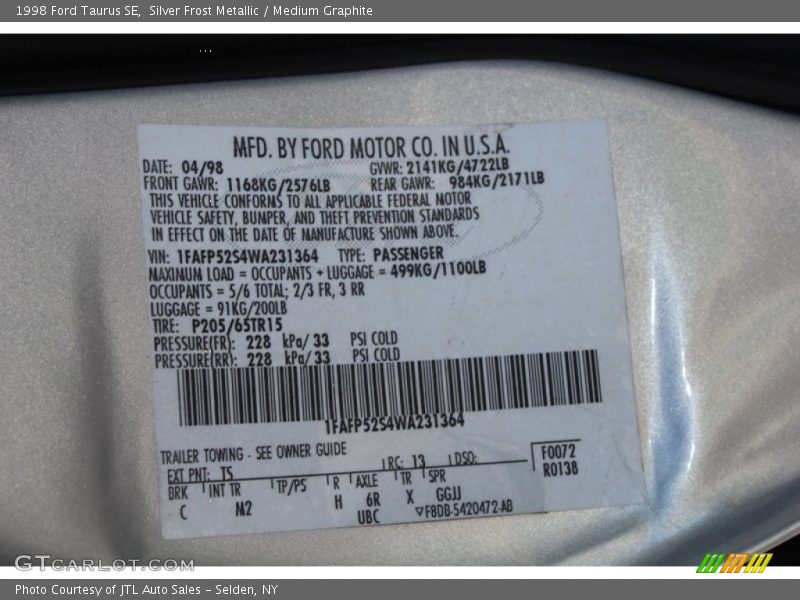 1998 Ford Taurus SE, Silver Frost Metallic / Medium Graphite
MFD. BY FORD MOTOR CO. IN U.S.A.
DATE: 04/98 GVWR: 2141KG/4722LB
FRONT GAWR: 1168KG/2576LB REAR GAWR: 984KG/2171LB
THIS VEHICLE CONFORMS TO ALL APPLICABLE FEDERAL MOTOR
VEHICLE SAFETY, BUMPER, AND THEFT PREVENTION STANDARDS
IN EFFECT ON THE DATE OF MANUFACTURE SHOWN ABOVE.
VIN: 1FAFP52S4WA231364 TYPE: PASSENGER
MAXIMUM LOAD = OCCUPANTS + LUGGAGE = 499KG/1100LB
OCCUPANTS = 5/6 TOTAL; 2/3 FR, 3 RR
LUGGAGE = 91KG/200LB
TIRE: P205/65TR15
PRESSURE(FR): 228 kPa/ 33 PSI COLD
PRESSURE(RR): 228 kPa/33 PSI COLD
1FAFP52S4WA231364
TRAILER TOWING - SEE OWNER GUIDE
EXT PNT: TS RC: 13 DSO: F0072
R0138
BRK INT TR TP/PS R AXLE TR SPR
C M2 H 6R X GGJJ
UBC ▽F8DB-5420472-AB
GTCarLot.com
Photo Courtesy of JTL Auto Sales - Selden, NY